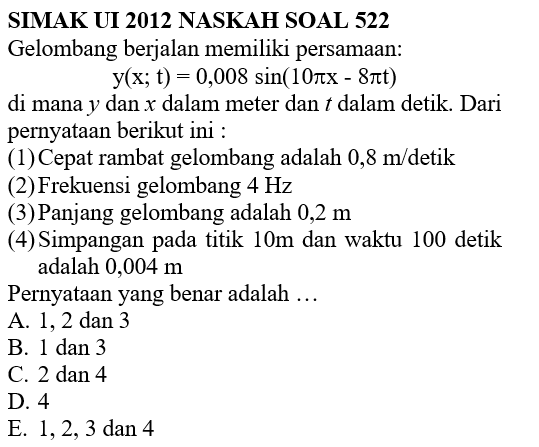 SIMAK UI 2012 NASKAH SOAL 522
Gelombang berjalan memiliki persamaan:
y(x; t) = 0,008 sin(10πx - 8πt)
di mana y dan x dalam meter dan t dalam detik. Dari
pernyataan berikut ini :
(1) Cepat rambat gelombang adalah 0,8 m/detik
(2) Frekuensi gelombang 4 Hz
(3) Panjang gelombang adalah 0,2 m
(4) Simpangan pada titik 10m dan waktu 100 detik
adalah 0,004 m
Pernyataan yang benar adalah …
A. 1, 2 dan 3
B. 1 dan 3
C. 2 dan 4
D. 4
E. 1, 2, 3 dan 4